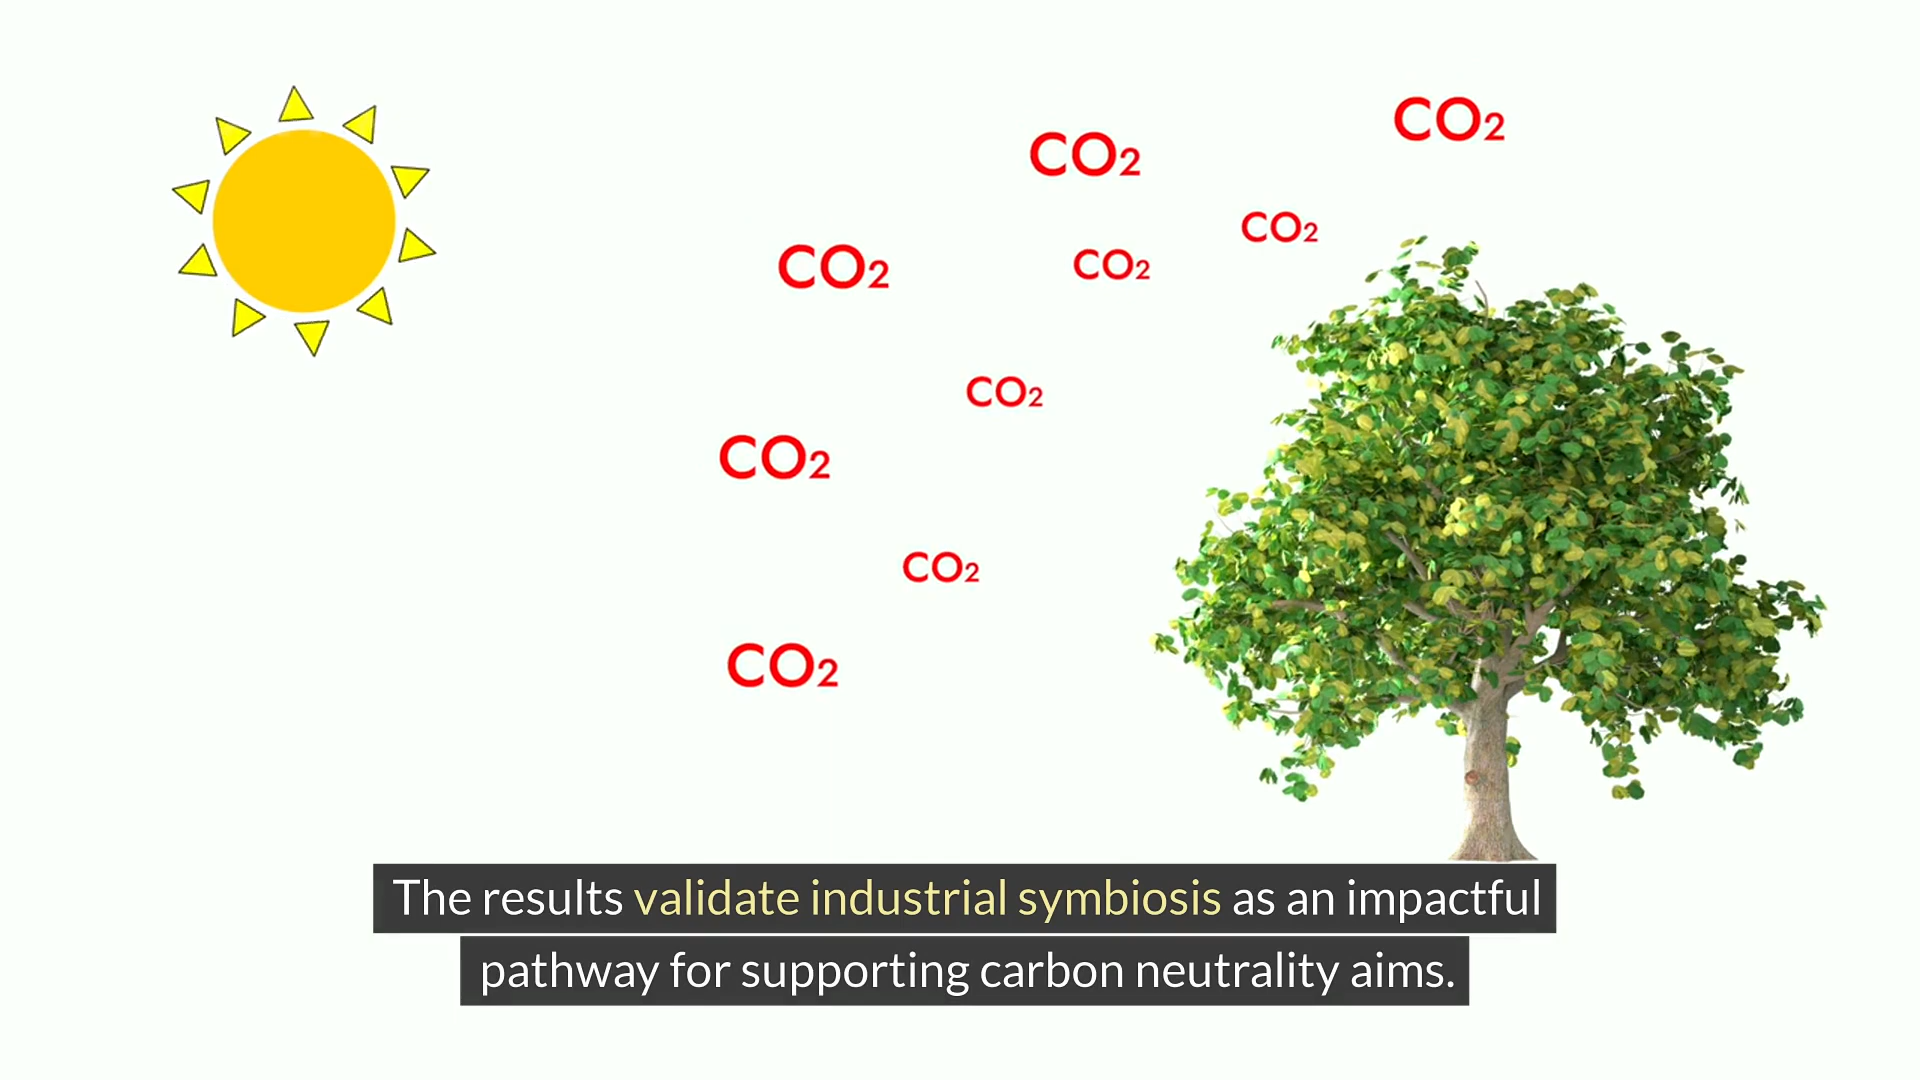 CO2
CO2
CO2
CO2
CO2
CO2
CO2
CO2
CO2
The results validate industrial symbiosis as an impactful
pathway for supporting carbon neutrality aims.